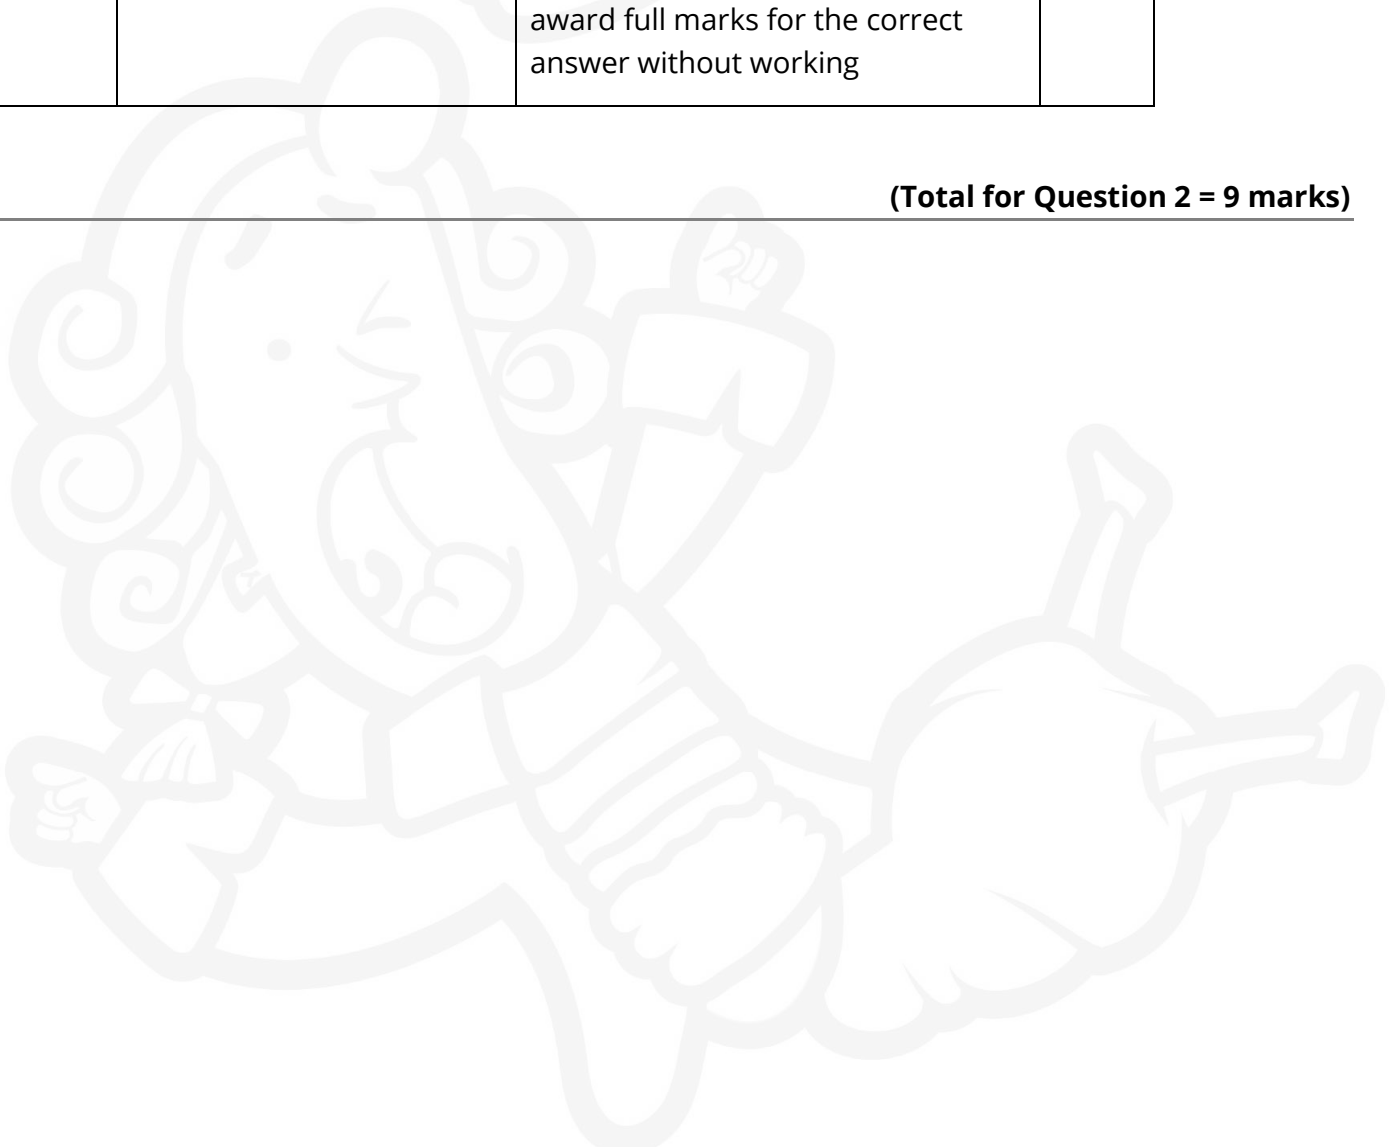 award full marks for the correct
answer without working
(Total for Question 2 = 9 marks)